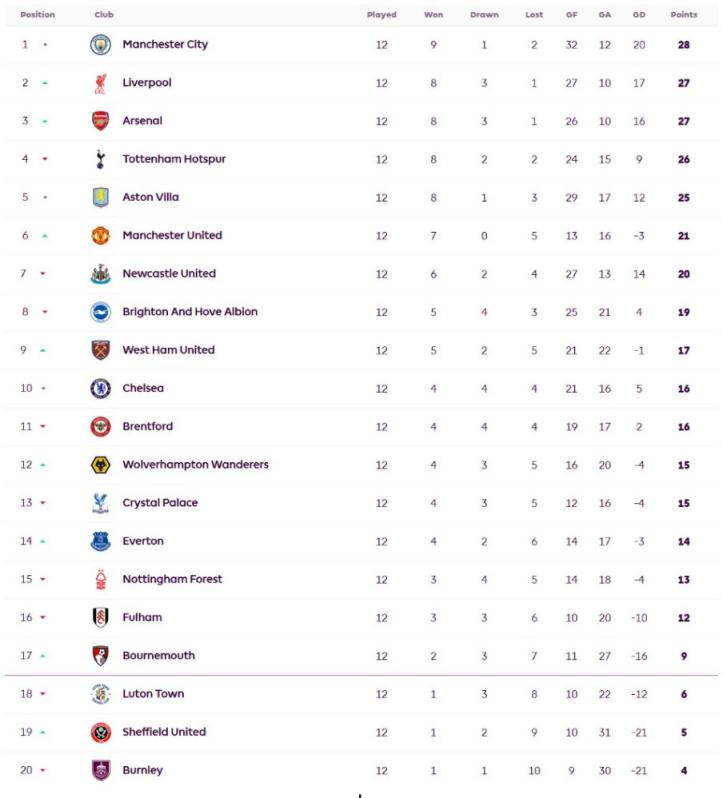 Position Club Played Won Drawn Lost GF GA GD Points
1 Manchester City 12 9 1 2 32 12 20 28
2 Liverpool 12 8 3 1 27 10 17 27
3 Arsenal 12 8 3 1 26 10 16 27
4 Tottenham Hotspur 12 8 2 2 24 15 9 26
5 Aston Villa 12 8 1 3 29 17 12 25
6 Manchester United 12 7 0 5 13 16 -3 21
7 Newcastle United 12 6 2 4 27 13 14 20
8 Brighton And Hove Albion 12 5 4 3 25 21 4 19
9 West Ham United 12 5 2 5 21 22 -1 17
10 Chelsea 12 4 4 4 21 16 5 16
11 Brentford 12 4 4 4 19 17 2 16
12 Wolverhampton Wanderers 12 4 3 5 16 20 -4 15
13 Crystal Palace 12 4 3 5 12 16 -4 15
14 Everton 12 4 2 6 14 17 -3 14
15 Nottingham Forest 12 3 4 5 14 18 -4 13
16 Fulham 12 3 3 6 10 20 -10 12
17 Bournemouth 12 2 3 7 11 27 -16 9
18 Luton Town 12 1 3 8 10 22 -12 6
19 Sheffield United 12 1 2 9 10 31 -21 5
20 Burnley 12 1 1 10 9 30 -21 4